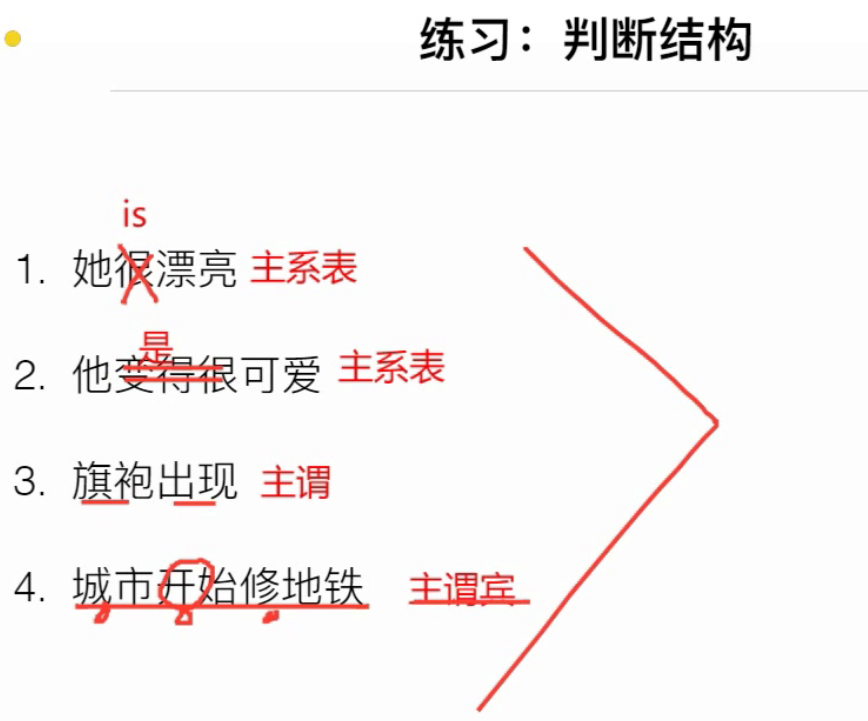 练习：判断结构
is
1. 她很漂亮 主系表
是
2. 他变得很可爱 主系表
3. 旗袍出现 主谓
4. 城市开始修地铁 主谓宾